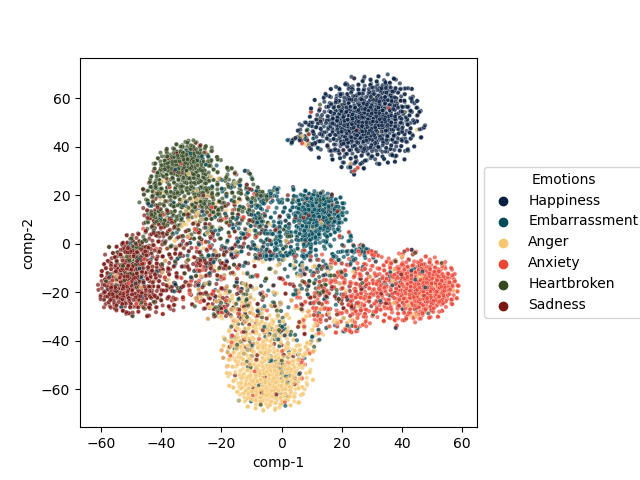 60
40
20
0
−20
−40
−60
−60
−40
−20
0
20
40
60
comp-1
comp-2
Emotions
Happiness
Embarrassment
Anger
Anxiety
Heartbroken
Sadness